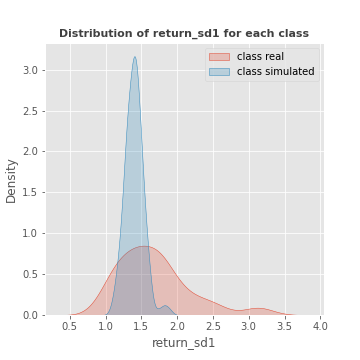 Distribution of return_sd1 for each class
class real
class simulated
3.0
2.5
2.0
1.5
1.0
0.5
0.0
Density
0.5 1.0 1.5 2.0 2.5 3.0 3.5 4.0
return_sd1